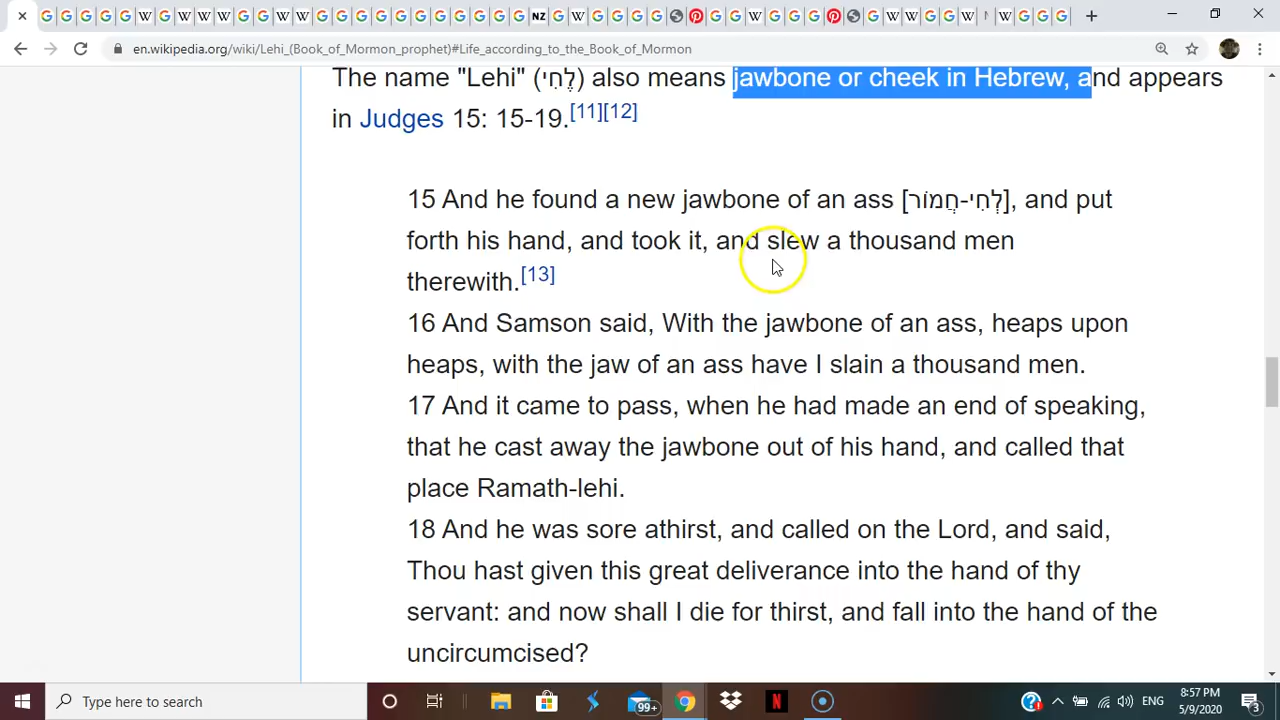 en.wikipedia.org/wiki/Lehi_(Book_of_Mormon_prophet)#Life_according_to_the_Book_of_Mormon
The name "Lehi" (לֶחִי) also means jawbone or cheek in Hebrew, and appears
in Judges 15: 15-19.[11][12]
15 And he found a new jawbone of an ass [לְחִי-חֲמוֹר], and put
forth his hand, and took it, and slew a thousand men
therewith.[13]
16 And Samson said, With the jawbone of an ass, heaps upon
heaps, with the jaw of an ass have I slain a thousand men.
17 And it came to pass, when he had made an end of speaking,
that he cast away the jawbone out of his hand, and called that
place Ramath-lehi.
18 And he was sore athirst, and called on the Lord, and said,
Thou hast given this great deliverance into the hand of thy
servant: and now shall I die for thirst, and fall into the hand of the
uncircumcised?
Type here to search
99+
ENG
8:57 PM
5/9/2020
3